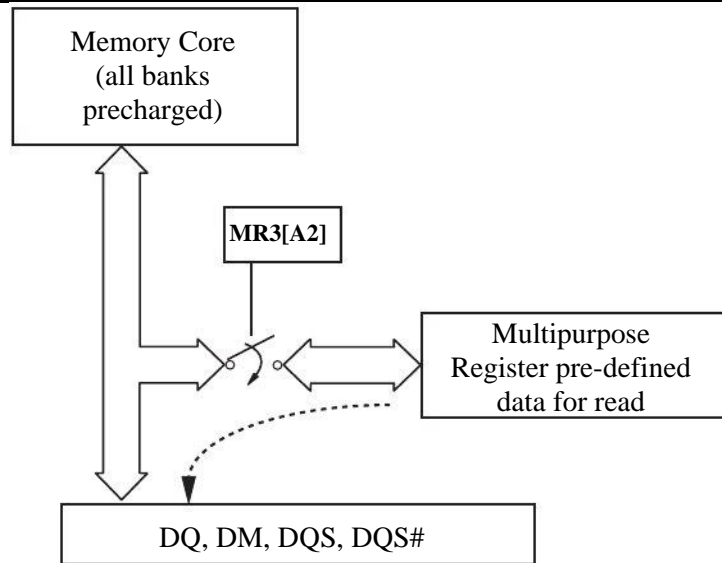 Memory Core
(all banks
precharged)
MR3[A2]
Multipurpose
Register pre-defined
data for read
DQ, DM, DQS, DQS#